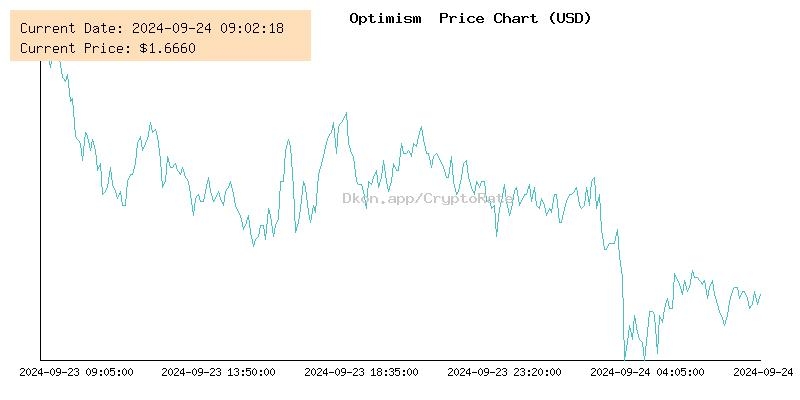 Optimism  Price Chart (USD)
Current Date: 2024-09-24 09:02:18
Current Price: $1.6660
Dkon.app/CryptoRate
2024-09-23 09:05:00 2024-09-23 13:50:00 2024-09-23 18:35:00 2024-09-23 23:20:00 2024-09-24 04:05:00 2024-09-24